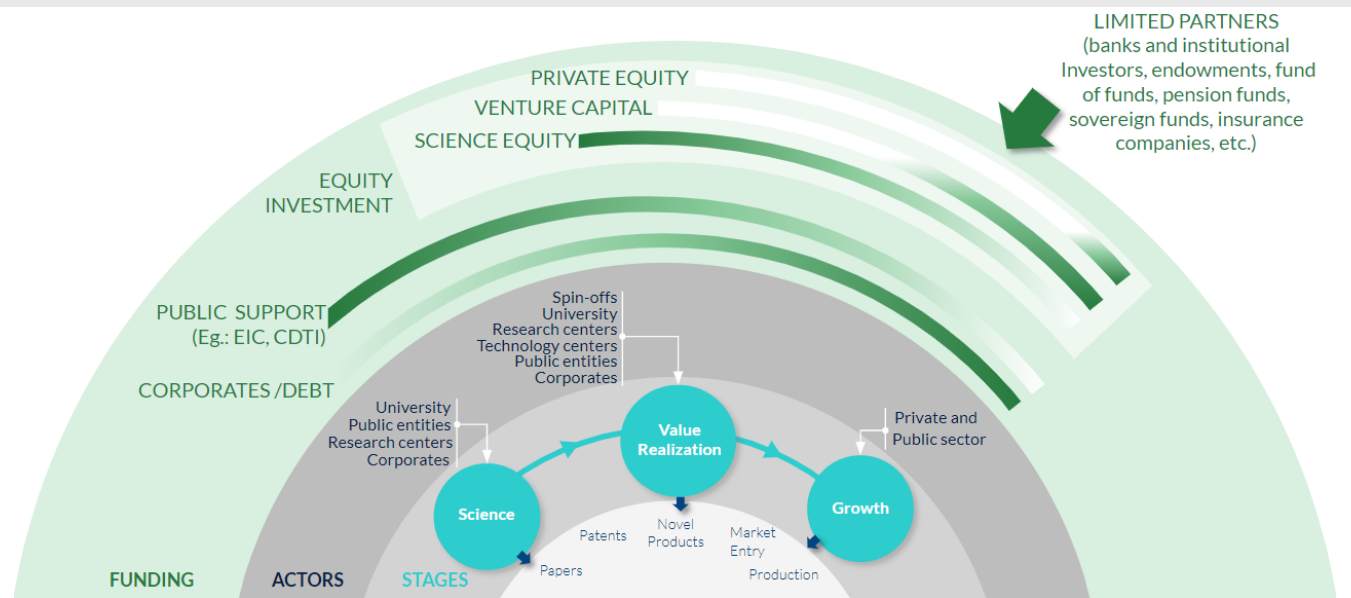 LIMITED PARTNERS
(banks and institutional
Investors, endowments, fund
of funds, pension funds,
sovereign funds, insurance
companies, etc.)
PRIVATE EQUITY
VENTURE CAPITAL
SCIENCE EQUITY
EQUITY
INVESTMENT
PUBLIC SUPPORT
(Eg.: EIC, CDTI)
CORPORATES /DEBT
Spin-offs
University
Research centers
Technology centers
Public entities
Corporates
University
Public entities
Research centers
Corporates
Private and
Public sector
Value
Realization
Science
Growth
Patents
Novel
Products
Market
Entry
Papers
Production
FUNDING
ACTORS
STAGES